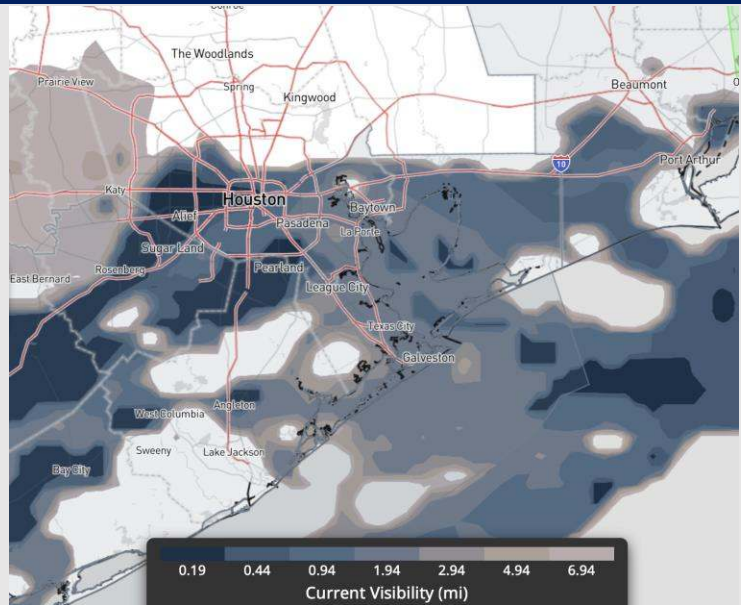 Conroe
The Woodlands
Prairie View
Spring
Kingwood
Beaumont
10
Port Arthur
Katy
Houston
Alief
Baytown
Pasadena
La Porte
Sugar Land
Rosenberg
Pearland
East Bernard
League City
Texas City
Galveston
Angleton
West Columbia
Sweeny
Lake Jackson
Bay City
0.19 0.44 0.94 1.94 2.94 4.94 6.94
Current Visibility (mi)